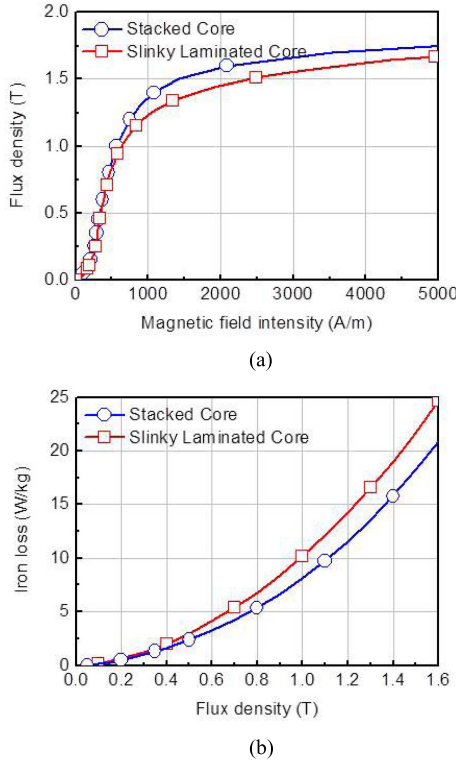 2.0
Stacked Core
Slinky Laminated Core
1.5
1.0
0.5
0.0
Flux density (T)
1000 2000 3000 4000 5000
Magnetic field intensity (A/m)
(a)
25
Stacked Core
Slinky Laminated Core
20
15
10
5
0
Iron loss (W/kg)
0.0 0.2 0.4 0.6 0.8 1.0 1.2 1.4 1.6
Flux density (T)
(b)